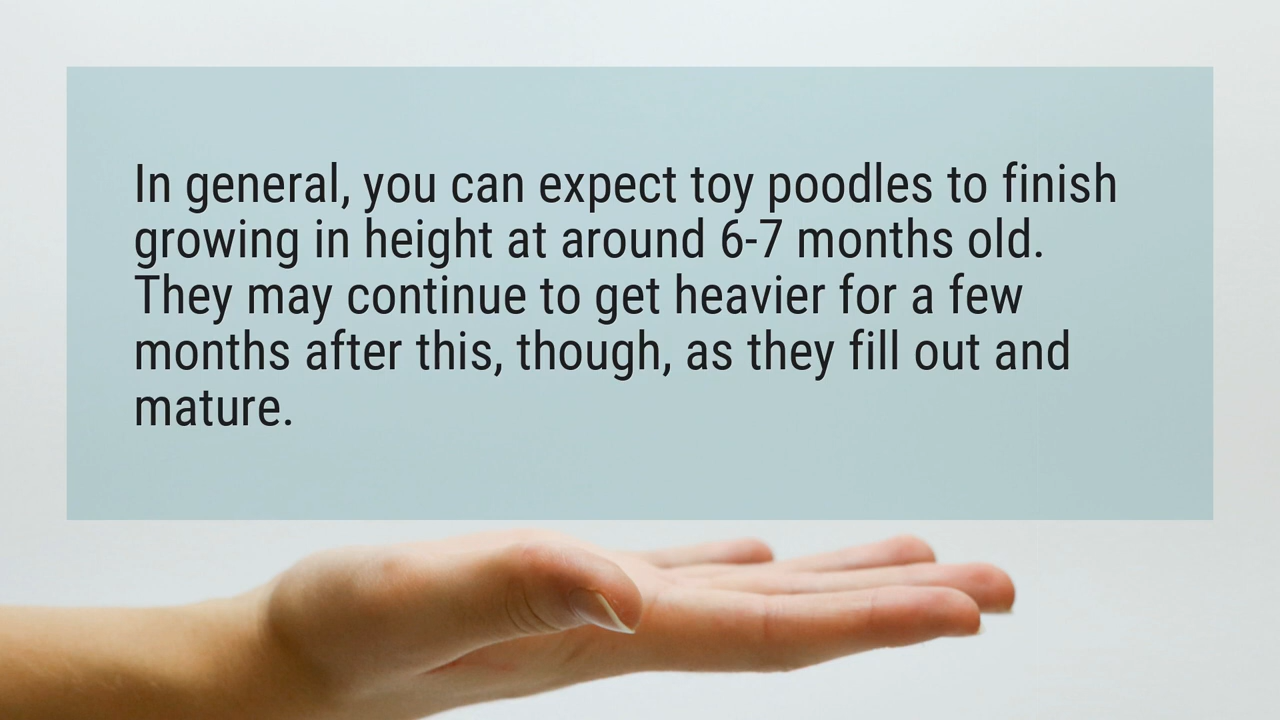 In general, you can expect toy poodles to finish
growing in height at around 6-7 months old.
They may continue to get heavier for a few
months after this, though, as they fill out and
mature.